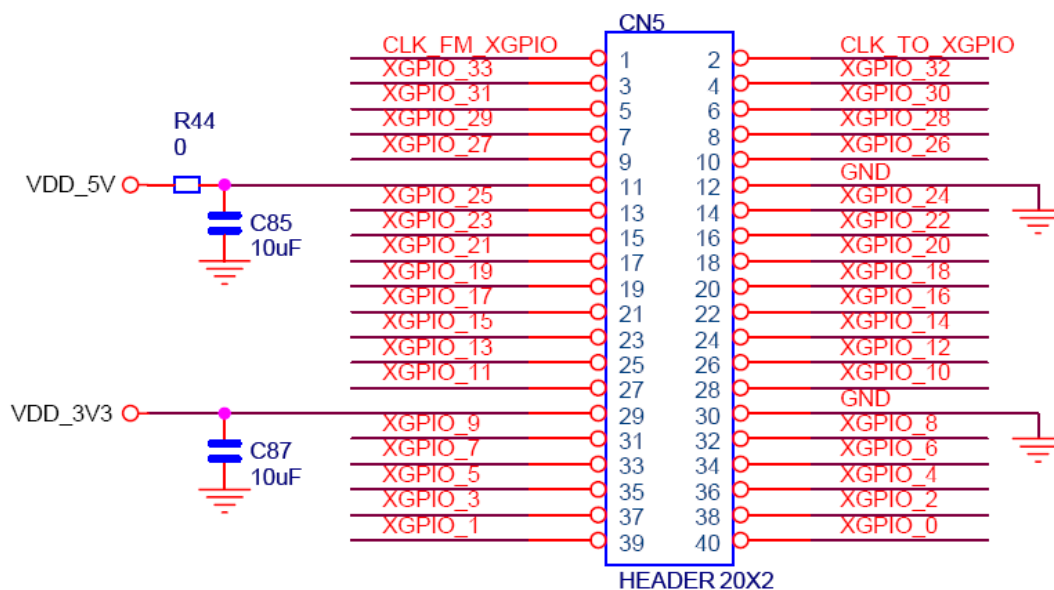 CN5
CLK_FM_XGPIO 1 2 CLK_TO_XGPIO
XGPIO_33 3 4 XGPIO_32
XGPIO_31 5 6 XGPIO_30
XGPIO_29 7 8 XGPIO_28
XGPIO_27 9 10 XGPIO_26
R44
0
VDD_5V 11 12 GND
XGPIO_25 13 14 XGPIO_24
XGPIO_23 15 16 XGPIO_22
C85
10uF
XGPIO_21 17 18 XGPIO_20
XGPIO_19 19 20 XGPIO_18
XGPIO_17 21 22 XGPIO_16
XGPIO_15 23 24 XGPIO_14
XGPIO_13 25 26 XGPIO_12
XGPIO_11 27 28 XGPIO_10
VDD_3V3 29 30 GND
XGPIO_9 31 32 XGPIO_8
XGPIO_7 33 34 XGPIO_6
C87
10uF
XGPIO_5 35 36 XGPIO_4
XGPIO_3 37 38 XGPIO_2
XGPIO_1 39 40 XGPIO_0
HEADER 20X2